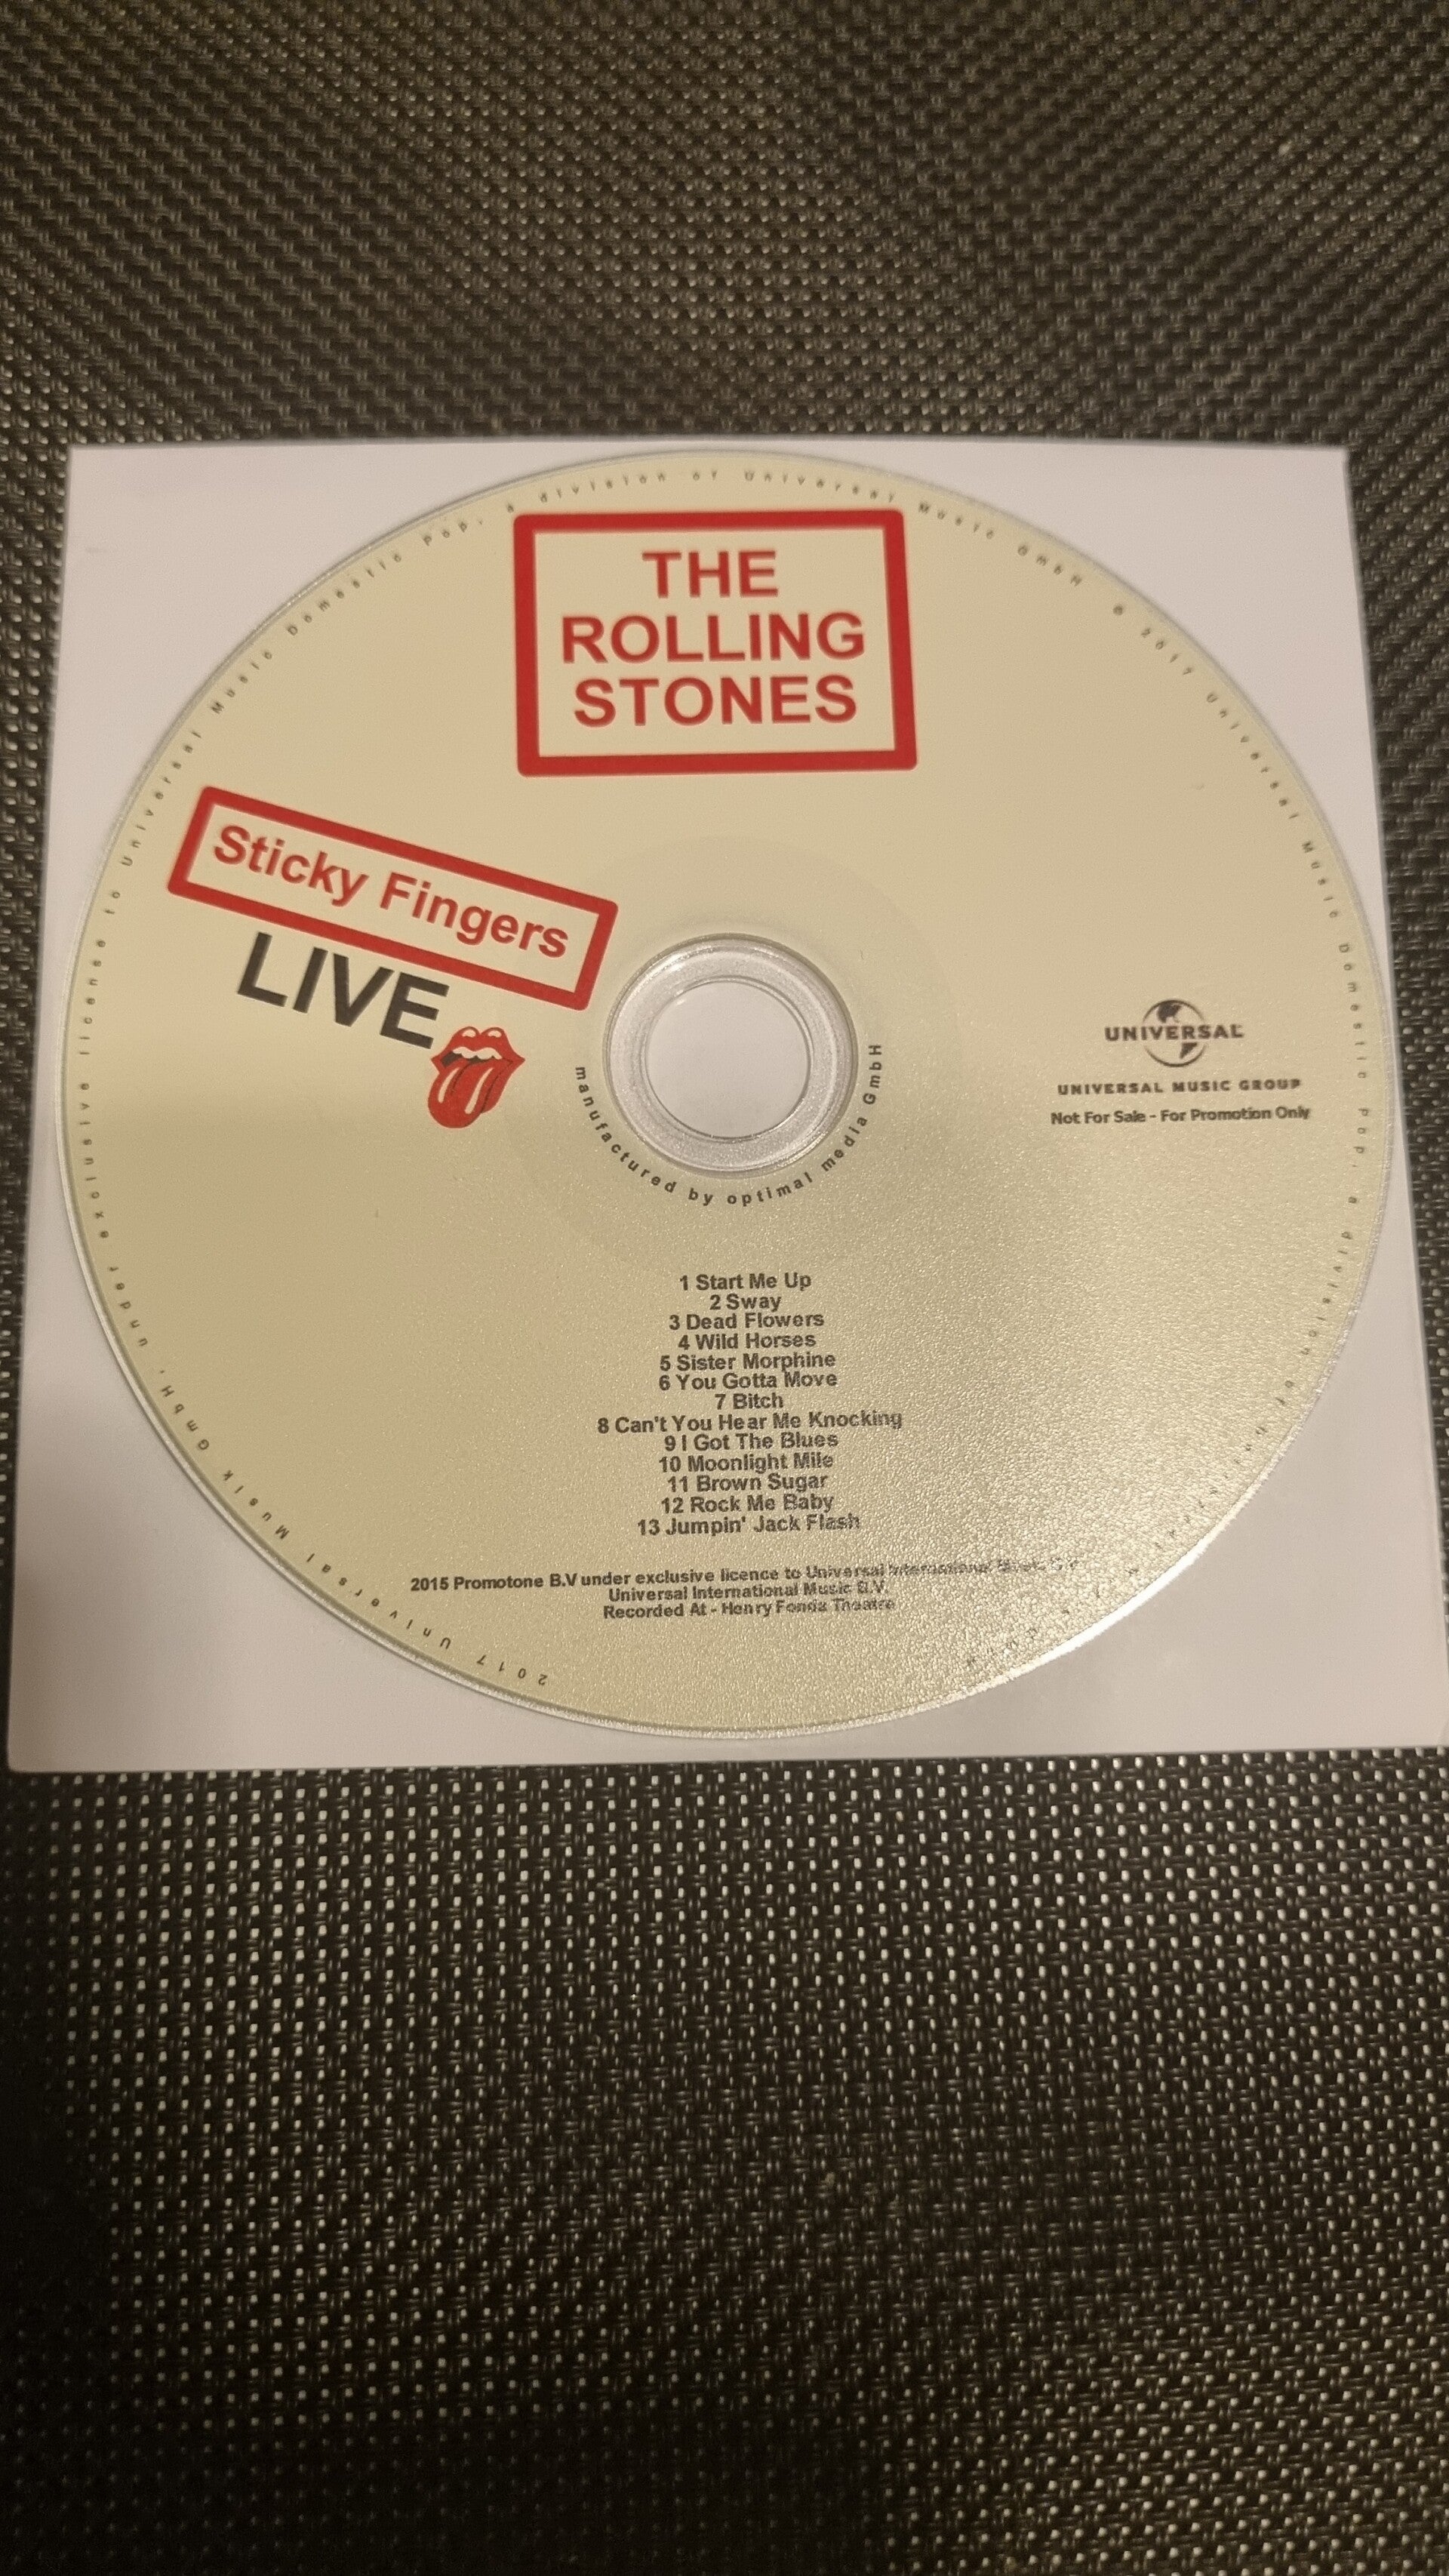 THE
ROLLING
STONES
Sticky Fingers
LIVE
UNIVERSAL
UNIVERSAL MUSIC GROUP
Not For Sale - For Promotion Only
manufactured by optimal media GmbH
1 Start Me Up
2 Sway
3 Dead Flowers
4 Wild Horses
5 Sister Morphine
6 You Gotta Move
7 Bitch
8 Can't You Hear Me Knocking
9 I Got The Blues
10 Moonlight Mile
11 Brown Sugar
12 Rock Me Baby
13 Jumpin' Jack Flash
2015 Promotone B.V under exclusive licence to Universal International Music
Universal International Music B.V.
Recorded At - Henry Fonda Theatre
2017 Universal Musik GmbH, under exclusive license to Universal Music Domestic Pop, a division of Universal Music GmbH © 2017 Universal Music Domestic Pop, a division of